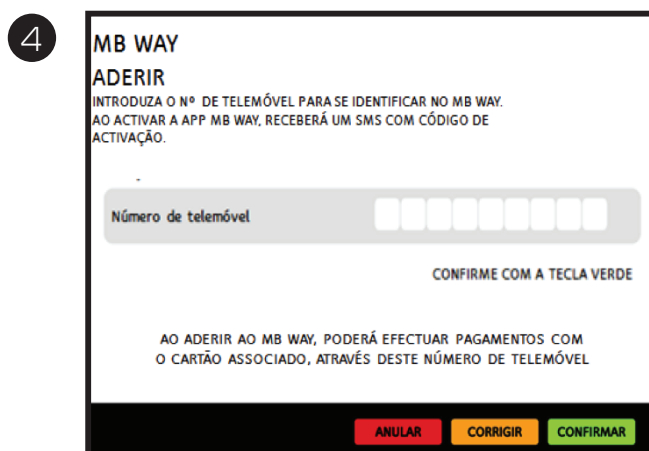 4
MB WAY
ADERIR
INTRODUZA O Nº DE TELEMÓVEL PARA SE IDENTIFICAR NO MB WAY.
AO ACTIVAR A APP MB WAY, RECEBERÁ UM SMS COM CÓDIGO DE
ACTIVAÇÃO.
-
Número de telemóvel
CONFIRME COM A TECLA VERDE
AO ADERIR AO MB WAY, PODERÁ EFECTUAR PAGAMENTOS COM
O CARTÃO ASSOCIADO, ATRAVÉS DESTE NÚMERO DE TELEMÓVEL
ANULAR CORRIGIR CONFIRMAR